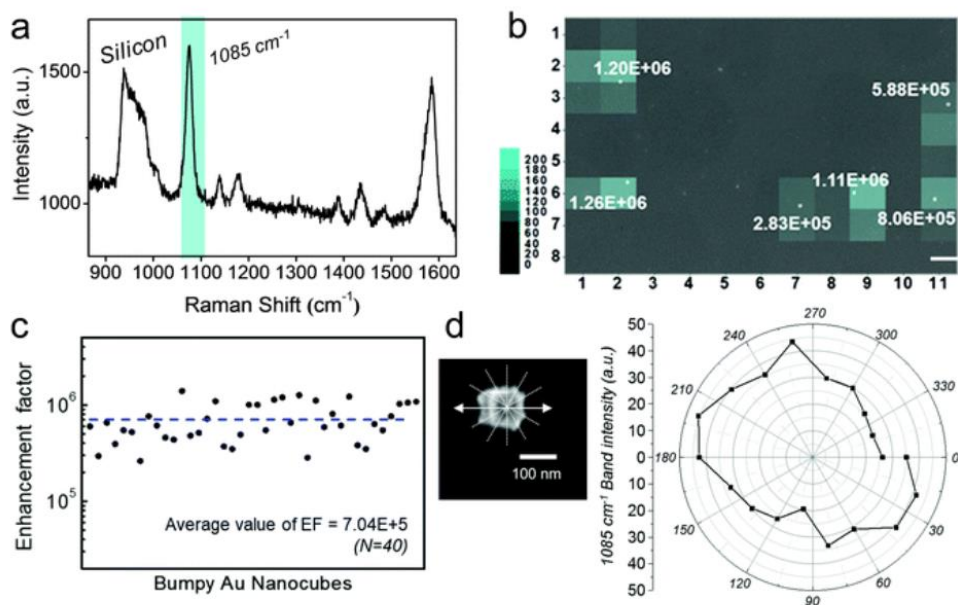 a
Silicon
1085 cm⁻¹
1500
1000
Intensity (a.u.)
900 1000 1100 1200 1300 1400 1500 1600
Raman Shift (cm⁻¹)
b
1
2
3
4
5
6
7
8
1.20E+06
5.88E+05
1.26E+06
2.83E+05
1.11E+06
8.06E+05
200
180
160
140
120
100
80
60
40
20
0
1 2 3 4 5 6 7 8 9 10 11
c
Enhancement factor
10⁶
10⁵
Average value of EF = 7.04E+5
(N=40)
Bumpy Au Nanocubes
d
100 nm
1085 cm⁻¹ Band intensity (a.u.)
50
40
30
20
10
0
10
20
30
40
50
270
300
330
0
30
60
90
120
150
180
210
240